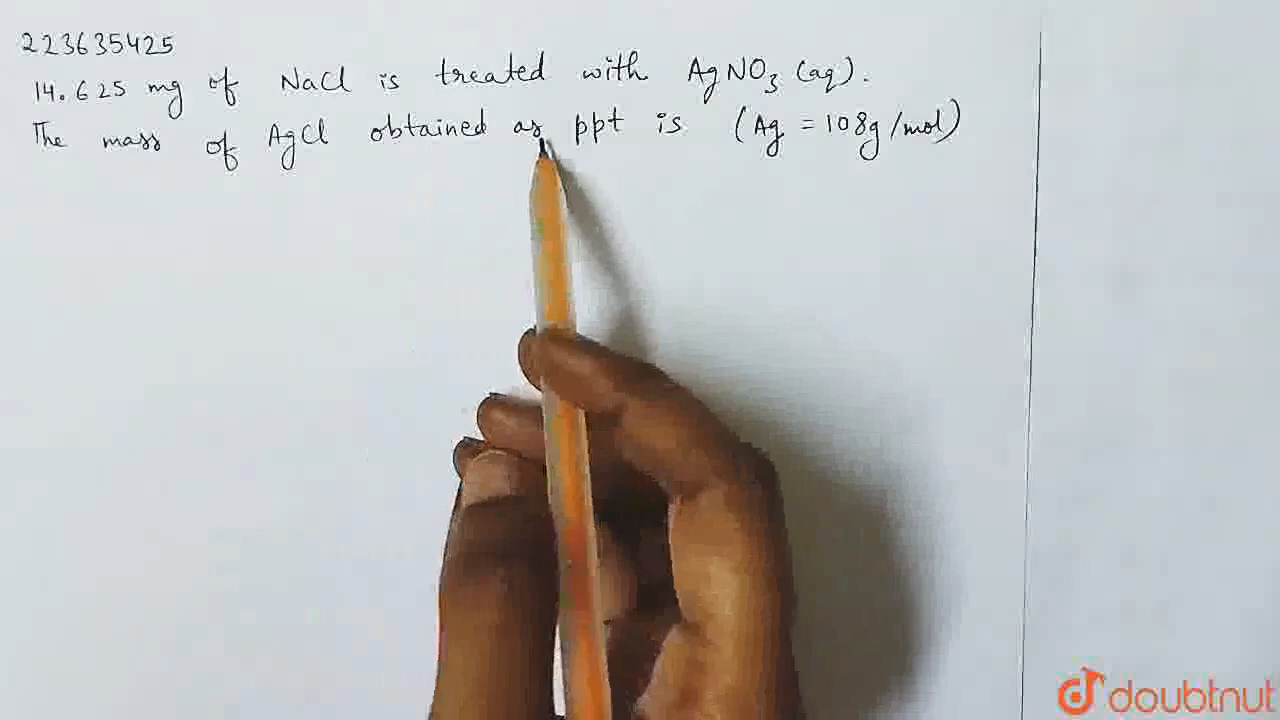 223635425
14.625 mg of NaCl is treated with AgNO₃ (aq).
The mass of AgCl obtained as ppt is (Ag = 108g/mol)
doubtnut